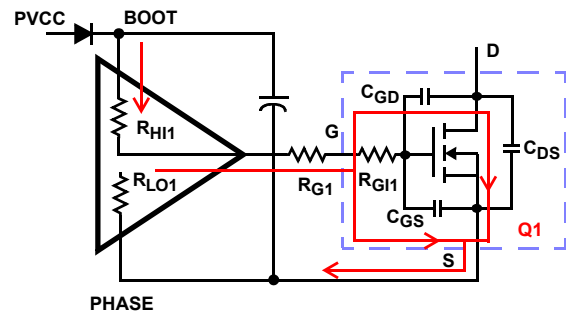 PVCC
BOOT
D
CGD
RHI1
G
CDS
RLO1
RG1
RGI1
CGS
Q1
S
PHASE